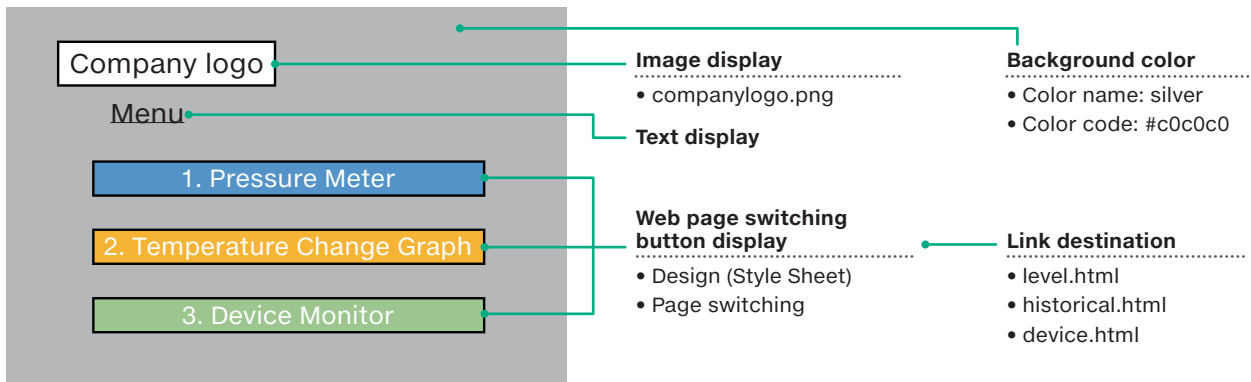 Company logo
Menu
1. Pressure Meter
2. Temperature Change Graph
3. Device Monitor
Image display
• companylogo.png
Text display
Web page switching
button display
• Design (Style Sheet)
• Page switching
Background color
• Color name: silver
• Color code: #c0c0c0
Link destination
• level.html
• historical.html
• device.html